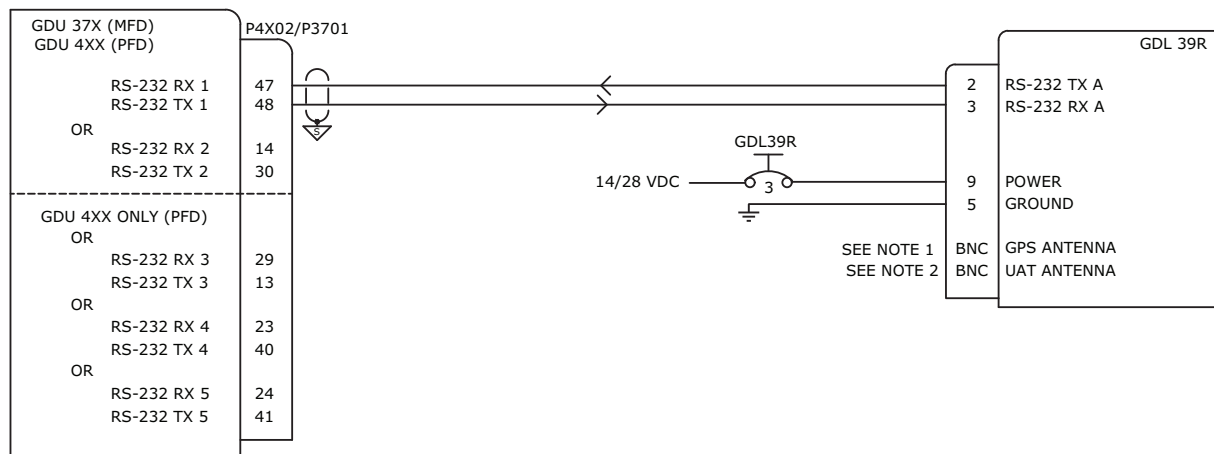 GDU 37X (MFD)
GDU 4XX (PFD)
P4X02/P3701
RS-232 RX 1 47
RS-232 TX 1 48
S
OR
RS-232 RX 2 14
RS-232 TX 2 30
GDU 4XX ONLY (PFD)
OR
RS-232 RX 3 29
RS-232 TX 3 13
OR
RS-232 RX 4 23
RS-232 TX 4 40
OR
RS-232 RX 5 24
RS-232 TX 5 41
GDL39R
14/28 VDC
3
GDL 39R
2 RS-232 TX A
3 RS-232 RX A
9 POWER
5 GROUND
SEE NOTE 1 BNC GPS ANTENNA
SEE NOTE 2 BNC UAT ANTENNA